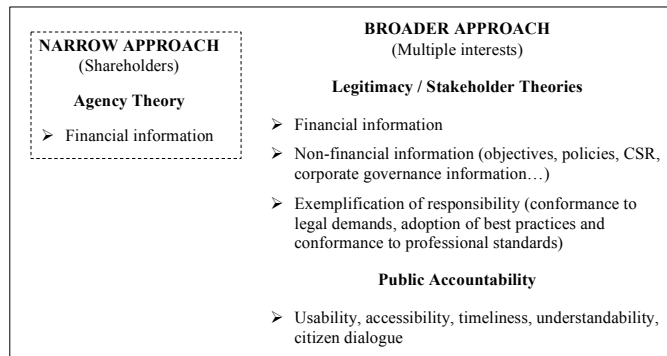 NARROW APPROACH
(Shareholders)
Agency Theory
➢ Financial information
BROADER APPROACH
(Multiple interests)
Legitimacy / Stakeholder Theories
➢ Financial information
➢ Non-financial information (objectives, policies, CSR,
corporate governance information…)
➢ Exemplification of responsibility (conformance to
legal demands, adoption of best practices and
conformance to professional standards)
Public Accountability
➢ Usability, accessibility, timeliness, understandability,
citizen dialogue